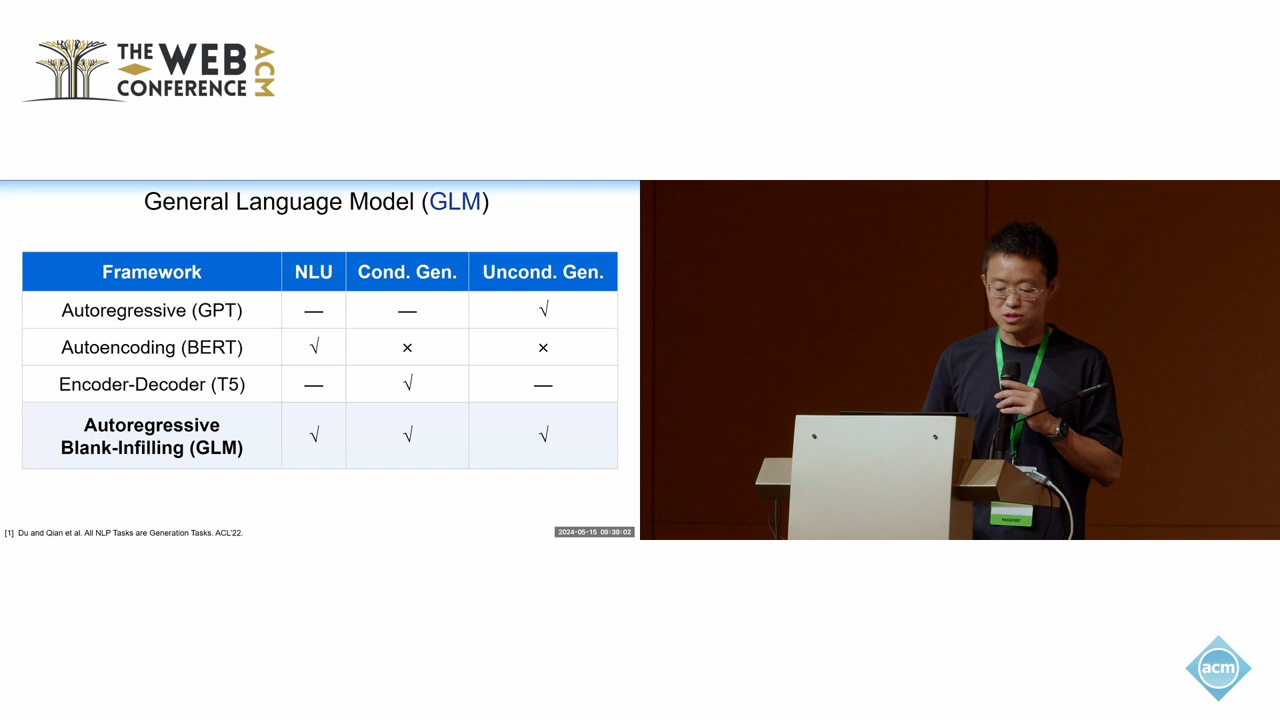 THE WEB
CONFERENCE
ACM
General Language Model (GLM)
Framework NLU Cond. Gen. Uncond. Gen.
Autoregressive (GPT) — — √
Autoencoding (BERT) √ × ×
Encoder-Decoder (T5) — √ —
Autoregressive
Blank-Infilling (GLM) √ √ √
[1] Du and Qian et al. All NLP Tasks are Generation Tasks. ACL'22.
2024-05-15 09:39:02
PASSPORT
acm